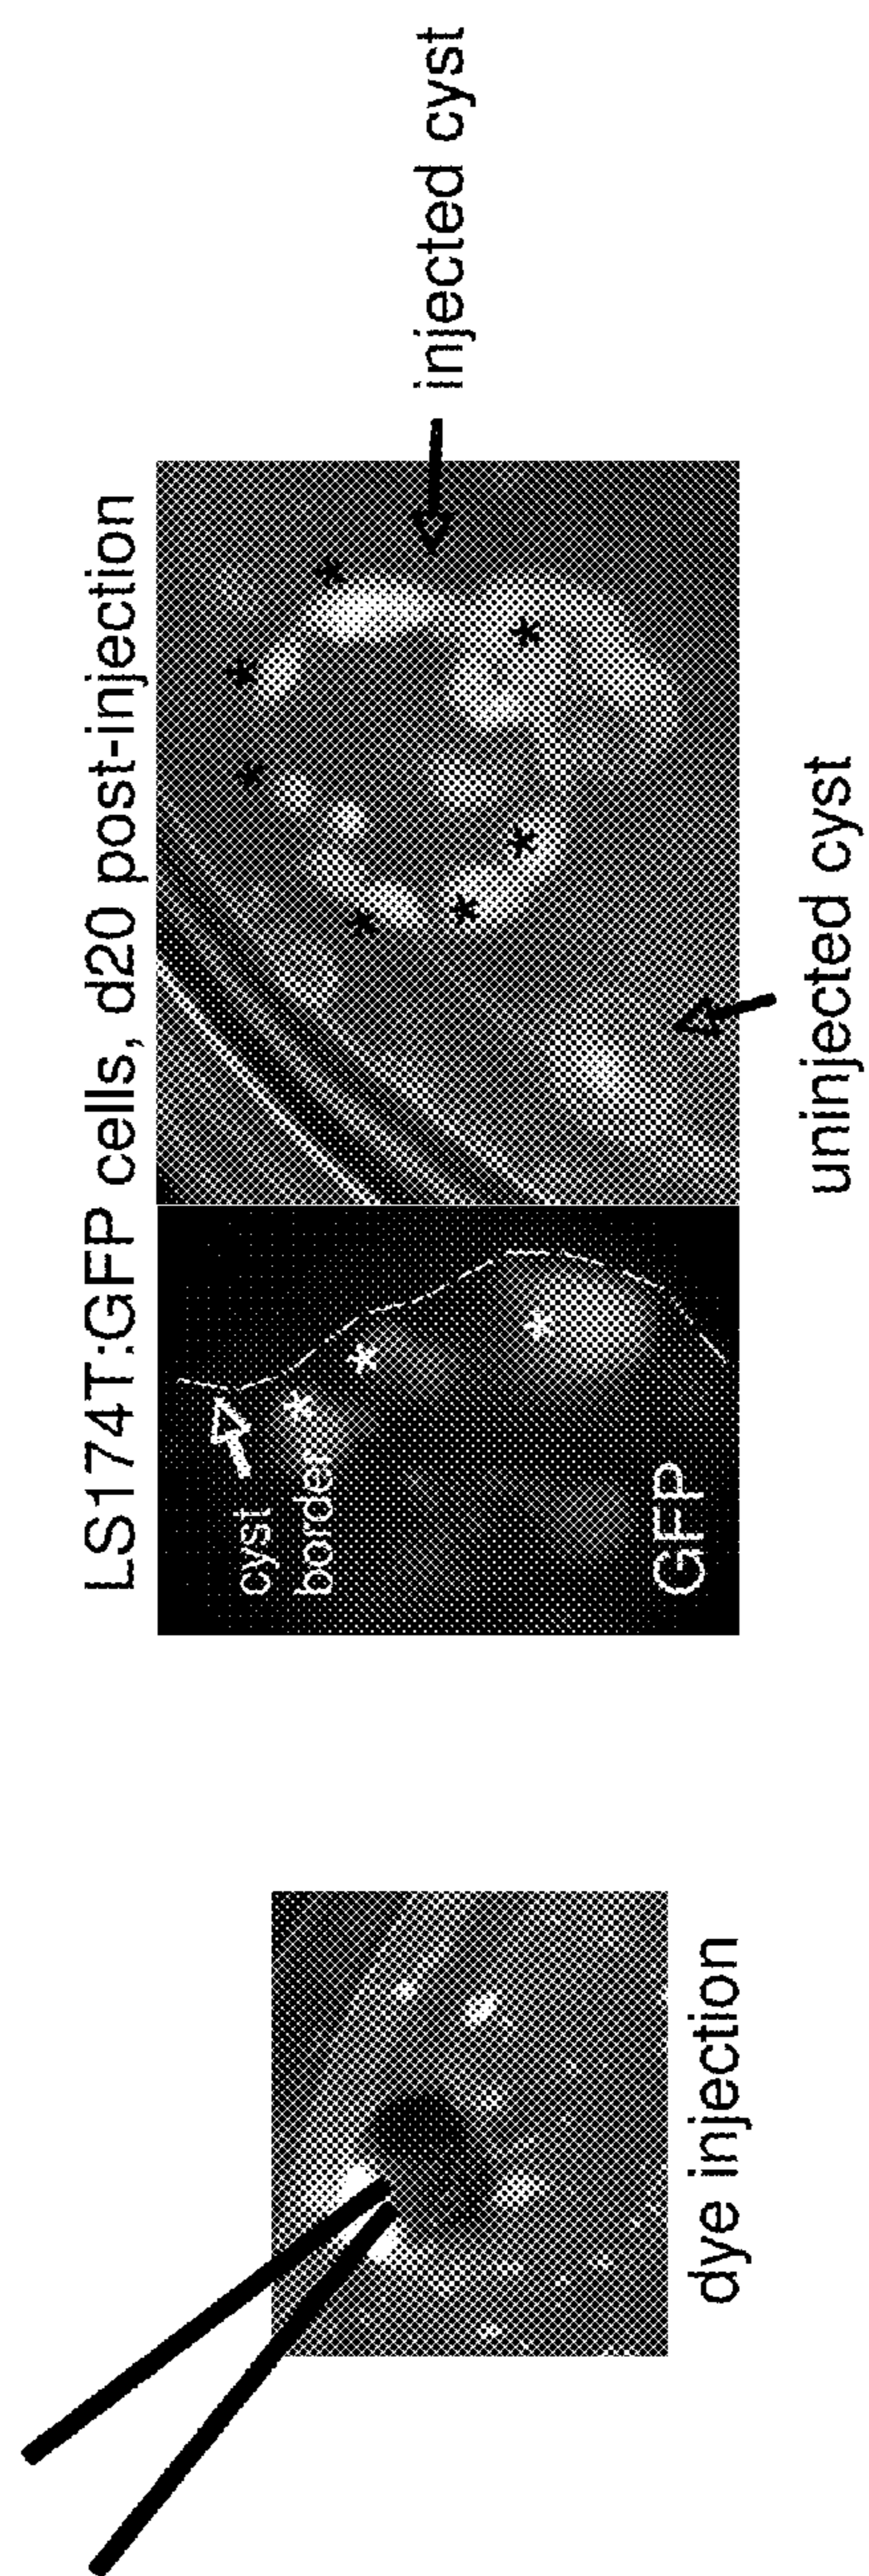 LS174T:GFP cells, d20 post-injection
cyst
border
GFP
injected cyst
uninjected cyst
dye injection